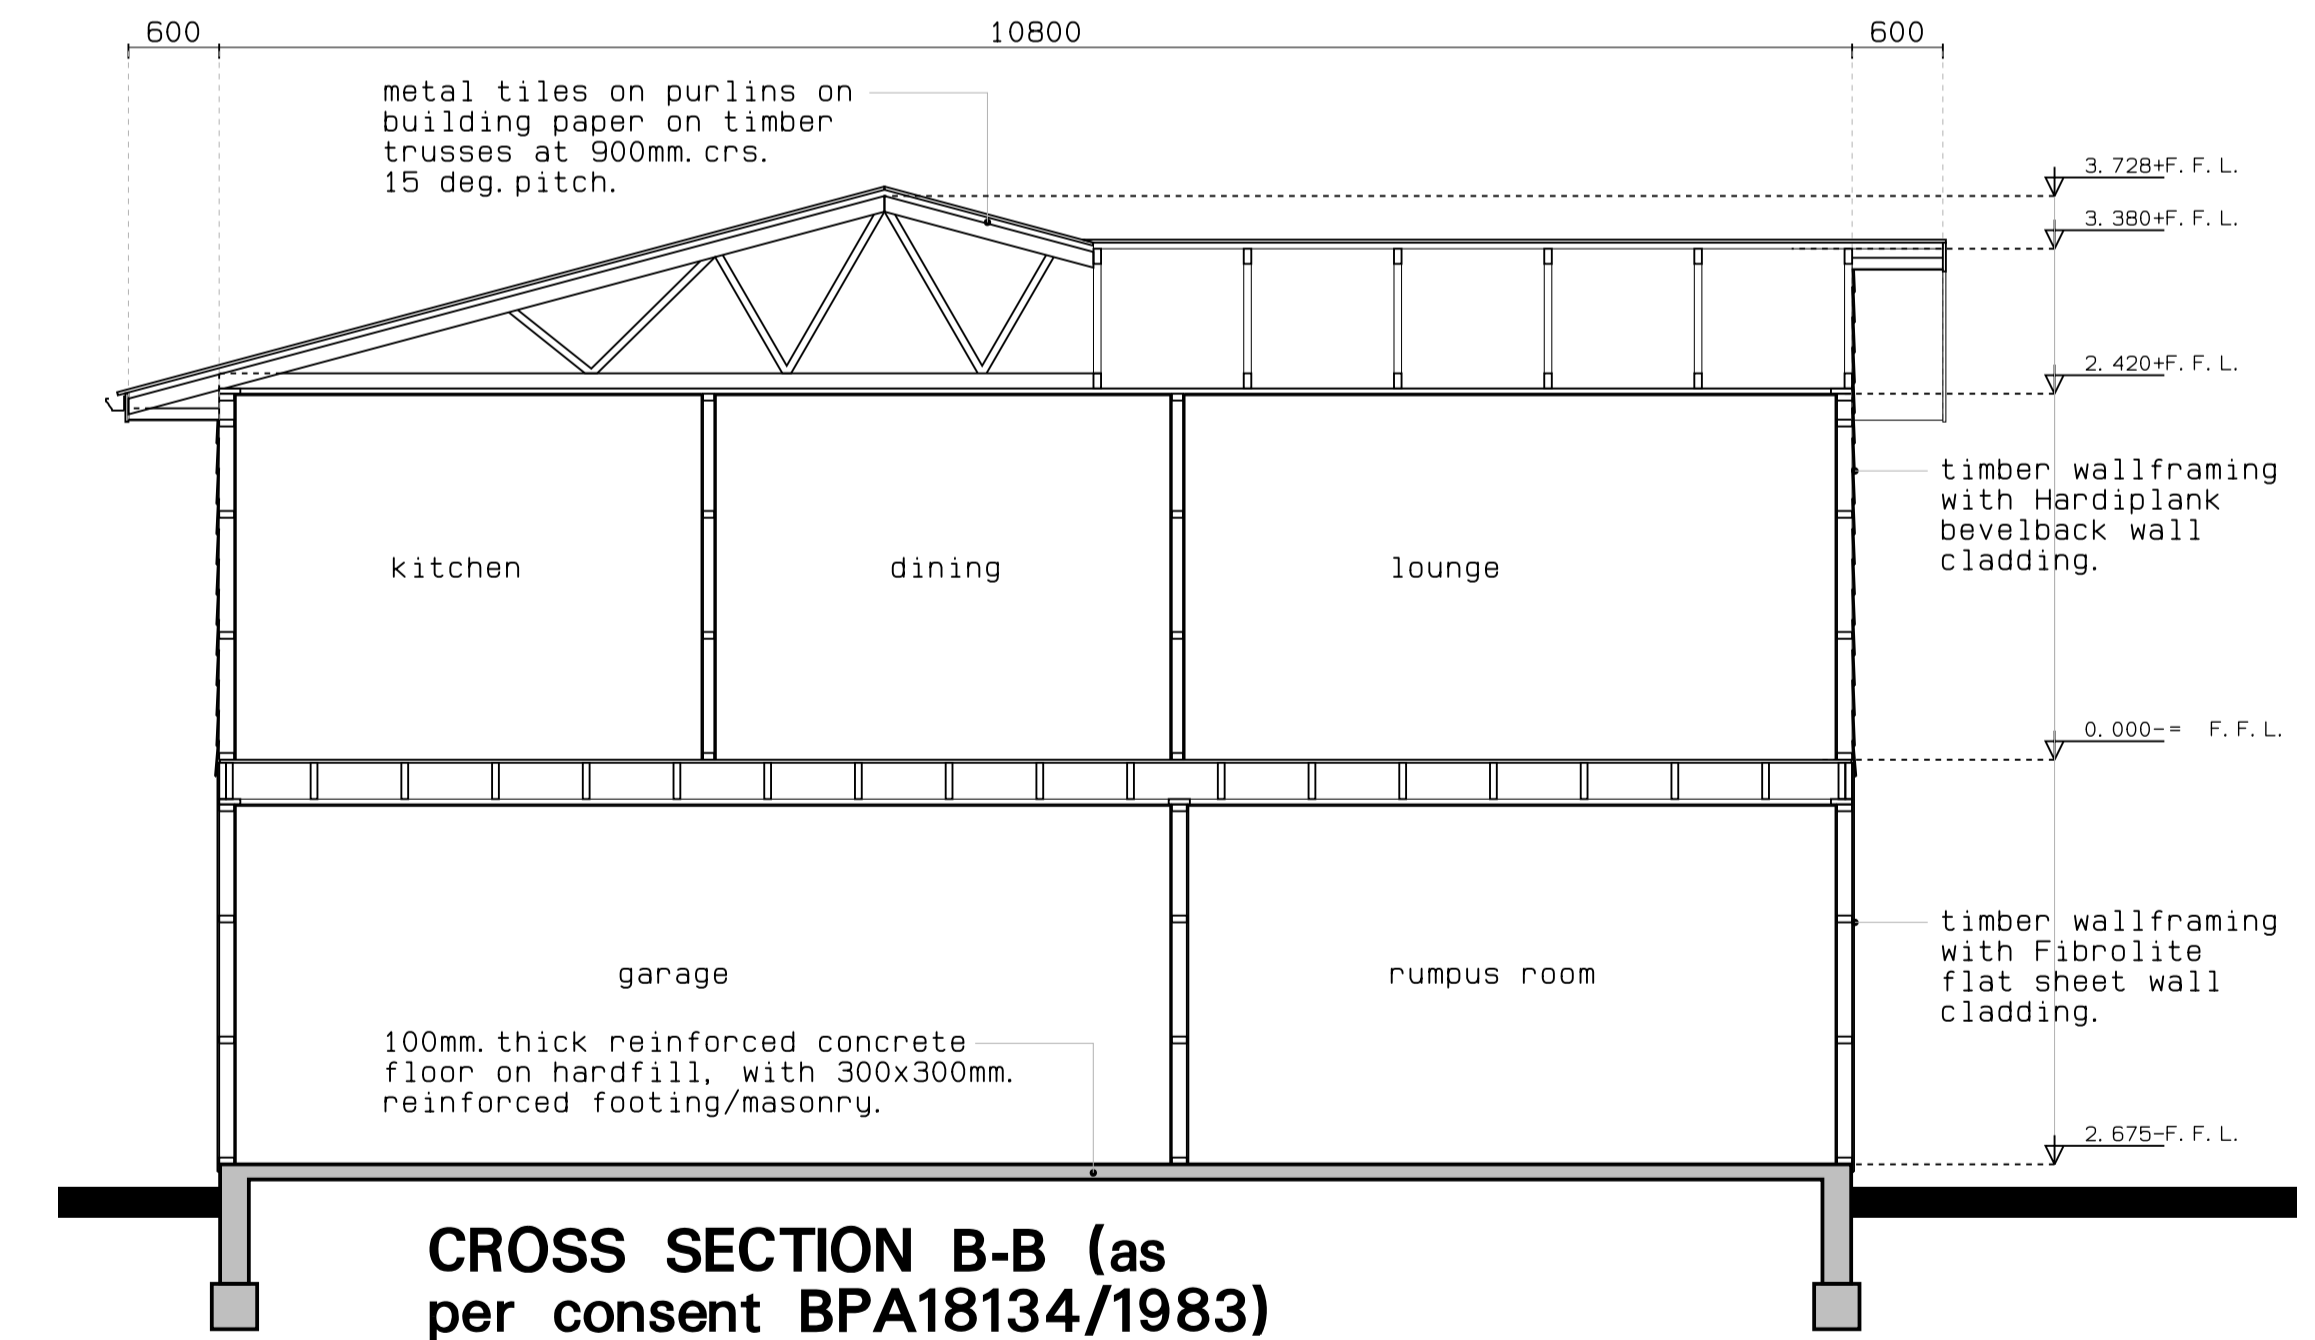 600 10800 600
metal tiles on purlins on
building paper on timber
trusses at 900mm. crs.
15 deg. pitch.
3. 728+F. F. L.
3. 380+F. F. L.
2. 420+F. F. L.
timber wallframing
with Hardiplank
bevelback wall
cladding.
kitchen dining lounge
0. 000-= F. F. L.
timber wallframing
with Fibrolite
flat sheet wall
cladding.
garage rumpus room
100mm. thick reinforced concrete
floor on hardfill, with 300x300mm.
reinforced footing/masonry.
2. 675-F. F. L.
CROSS SECTION B-B (as
per consent BPA18134/1983)